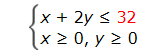 x + 2y ≤ 32
x ≥ 0, y ≥ 0